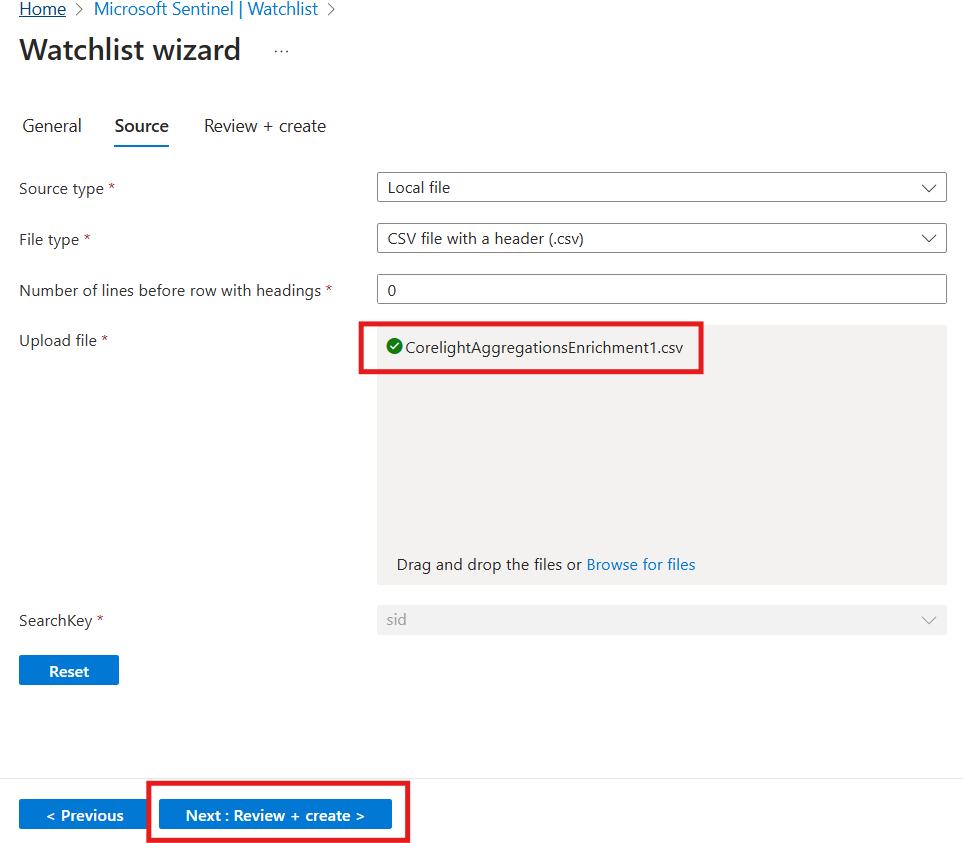 Home > Microsoft Sentinel | Watchlist >
Watchlist wizard ...
General Source Review + create
Source type * Local file
File type * CSV file with a header (.csv)
Number of lines before row with headings * 0
Upload file * CorelightAggregationsEnrichment1.csv
Drag and drop the files or Browse for files
SearchKey * sid
Reset
< Previous Next : Review + create >